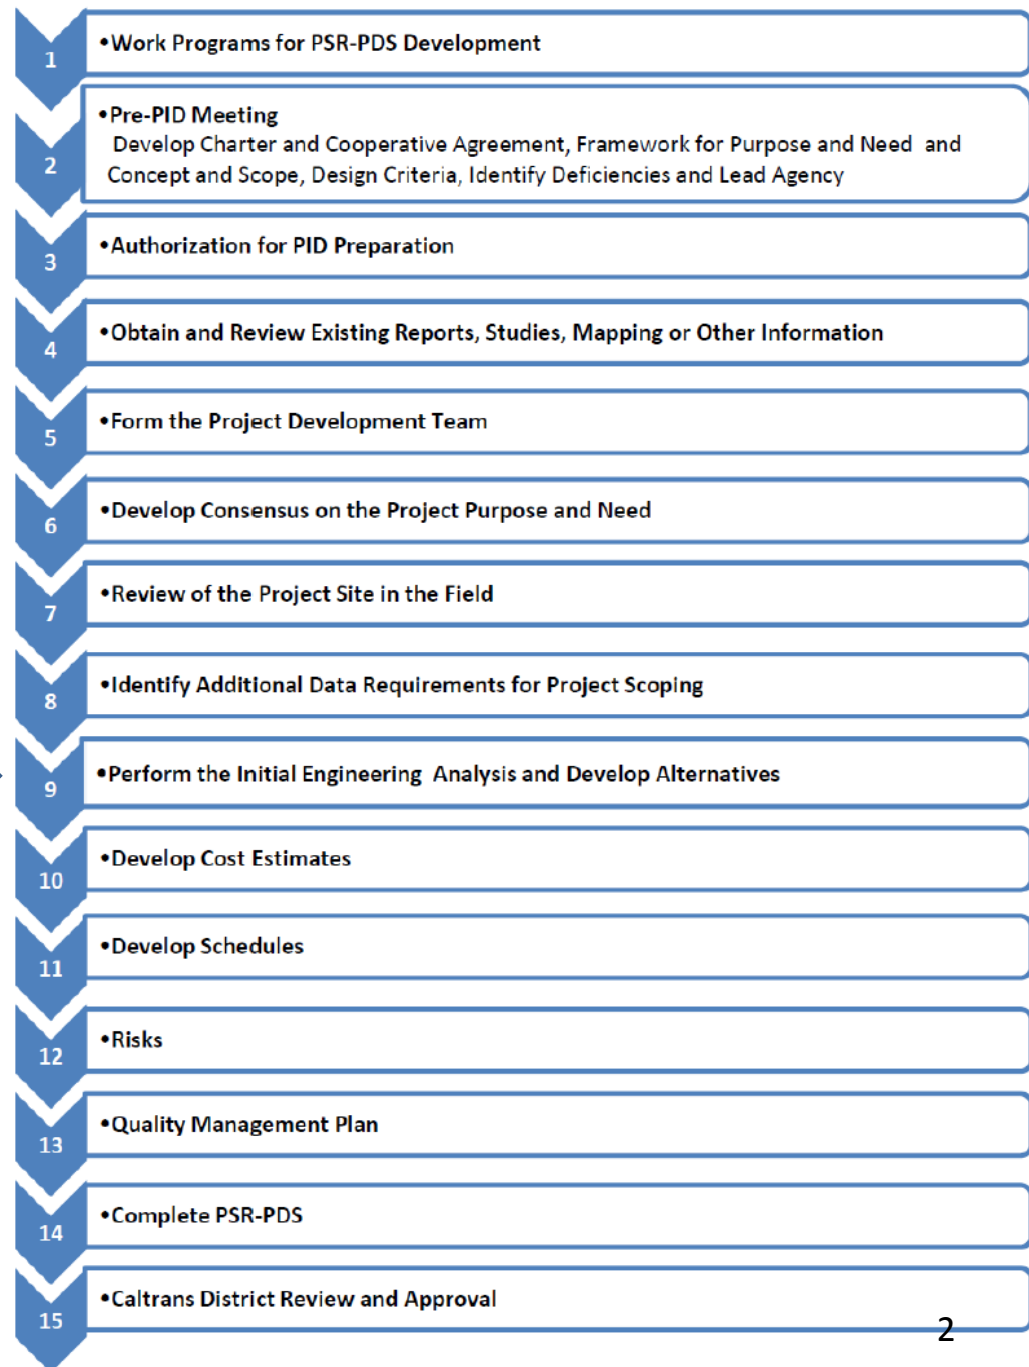 1
•Work Programs for PSR-PDS Development
2
•Pre-PID Meeting
Develop Charter and Cooperative Agreement, Framework for Purpose and Need and
Concept and Scope, Design Criteria, Identify Deficiencies and Lead Agency
3
•Authorization for PID Preparation
4
•Obtain and Review Existing Reports, Studies, Mapping or Other Information
5
•Form the Project Development Team
6
•Develop Consensus on the Project Purpose and Need
7
•Review of the Project Site in the Field
8
•Identify Additional Data Requirements for Project Scoping
9
•Perform the Initial Engineering Analysis and Develop Alternatives
10
•Develop Cost Estimates
11
•Develop Schedules
12
•Risks
13
•Quality Management Plan
14
•Complete PSR-PDS
15
•Caltrans District Review and Approval
2